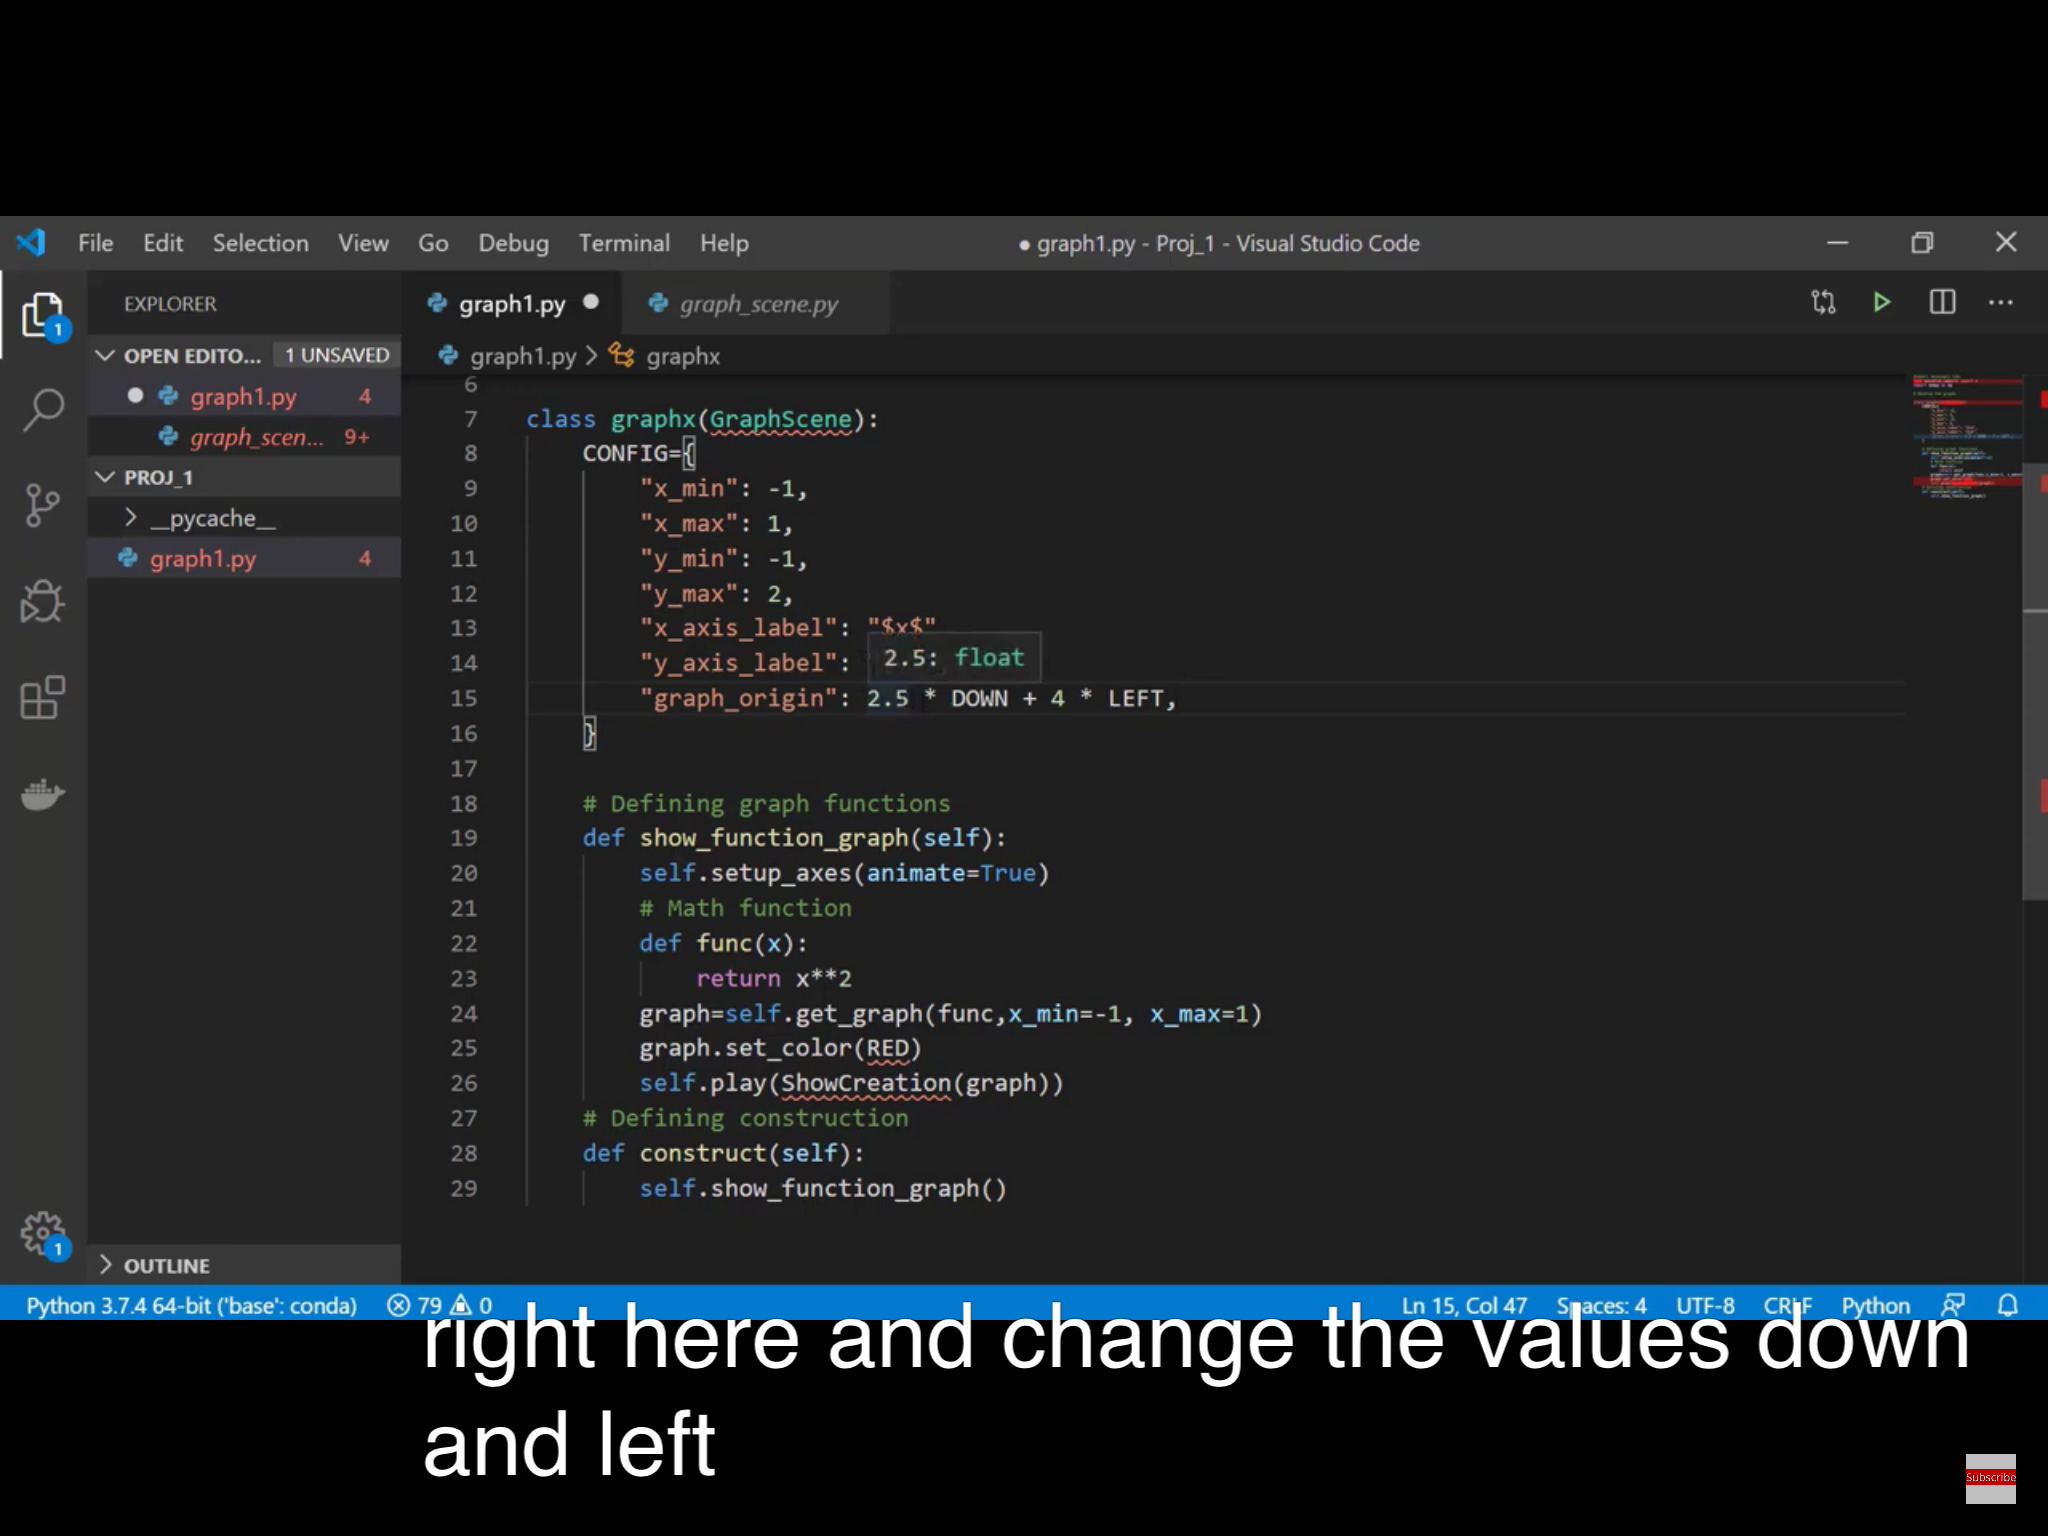 File Edit Selection View Go Debug Terminal Help
● graph1.py - Proj_1 - Visual Studio Code
EXPLORER
OPEN EDITO... 1 UNSAVED
graph1.py 4
graph_scen... 9+
PROJ_1
__pycache__
graph1.py 4
OUTLINE
1
1
graph1.py ●
graph_scene.py
graph1.py > graphx
6
7 class graphx(GraphScene):
8 CONFIG={
9 "x_min": -1,
10 "x_max": 1,
11 "y_min": -1,
12 "y_max": 2,
13 "x_axis_label": "$x$"
14 "y_axis_label":
2.5: float
15 "graph_origin": 2.5 * DOWN + 4 * LEFT,
16 }
17
18 # Defining graph functions
19 def show_function_graph(self):
20 self.setup_axes(animate=True)
21 # Math function
22 def func(x):
23 return x**2
24 graph=self.get_graph(func,x_min=-1, x_max=1)
25 graph.set_color(RED)
26 self.play(ShowCreation(graph))
27 # Defining construction
28 def construct(self):
29 self.show_function_graph()
Python 3.7.4 64-bit ('base': conda) 79 0 Ln 15, Col 47 Spaces: 4 UTF-8 CRLF Python
right here and change the values down
and left
Subscribe